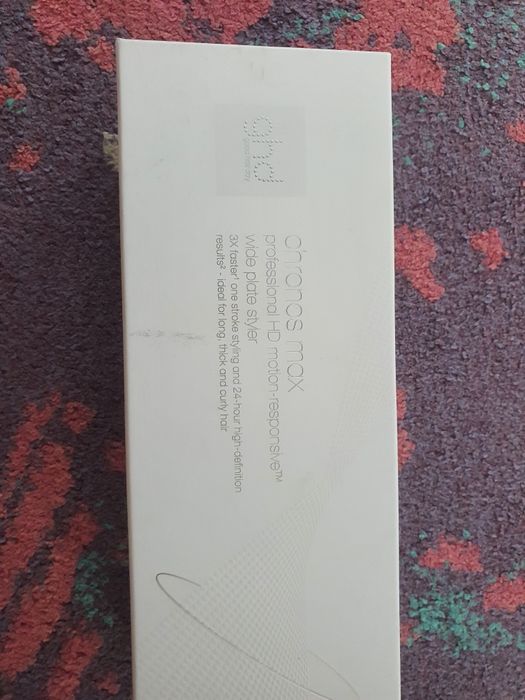 ghd
good hair day
chronos max
professional HD motion-responsive™
wide plate styler
3X faster¹ one stroke styling and 24-hour high-definition
results² - ideal for long, thick and curly hair